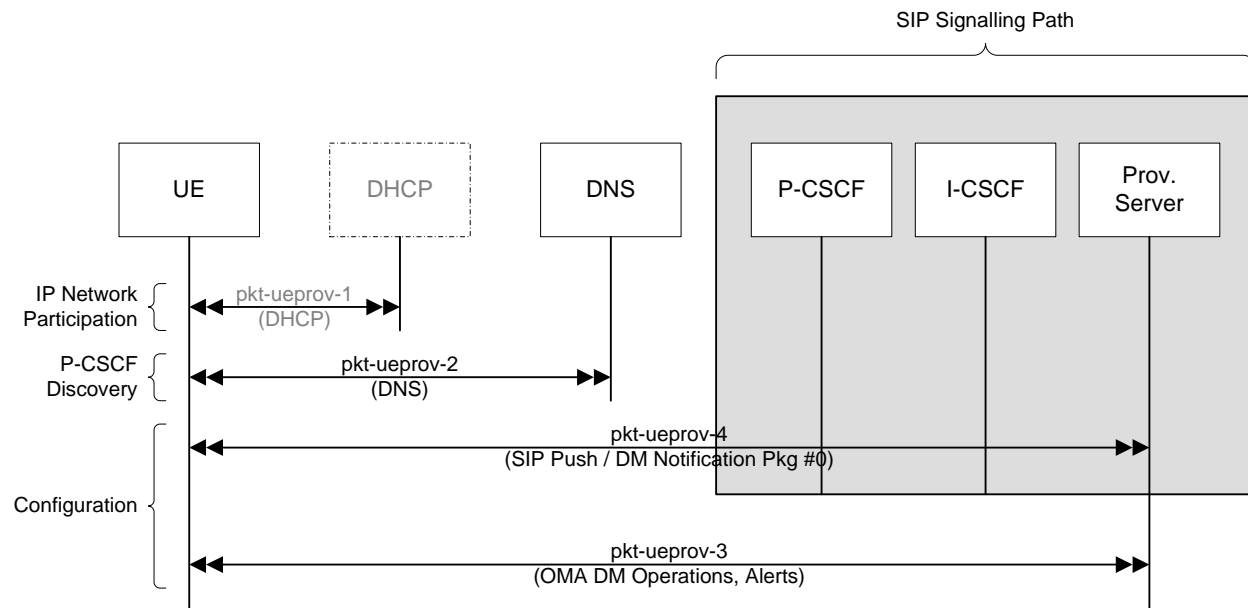 SIP Signalling Path
UE
DHCP
DNS
P-CSCF
I-CSCF
Prov.
Server
IP Network
Participation
pkt-ueprov-1
(DHCP)
P-CSCF
Discovery
pkt-ueprov-2
(DNS)
Configuration
pkt-ueprov-4
(SIP Push / DM Notification Pkg #0)
pkt-ueprov-3
(OMA DM Operations, Alerts)